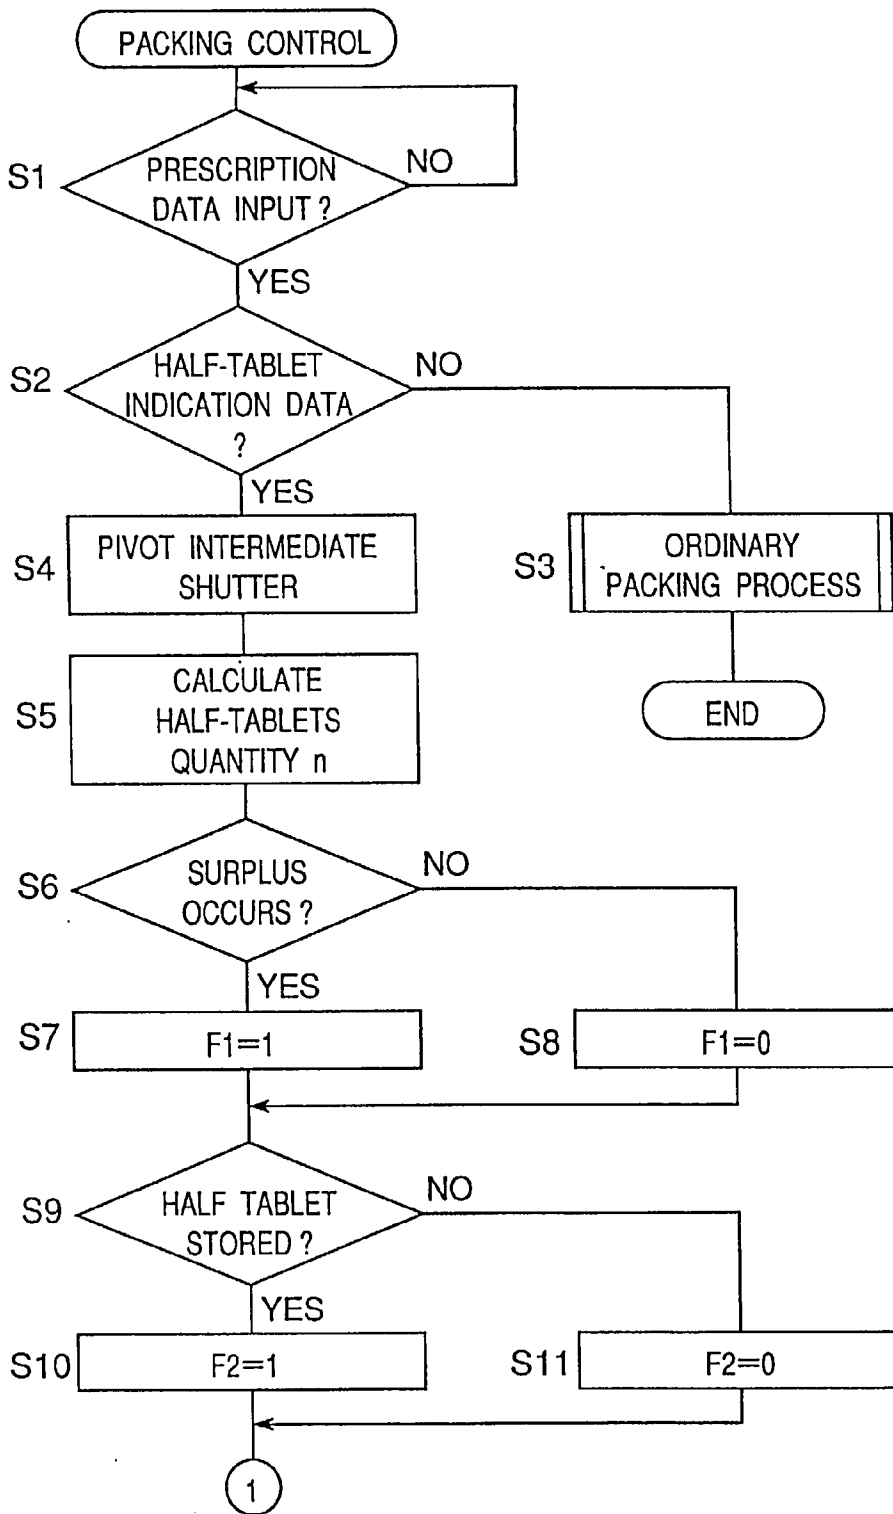 PACKING CONTROL
S1
PRESCRIPTION
DATA INPUT ?
NO
YES
S2
HALF-TABLET
INDICATION DATA
?
NO
YES
S4
PIVOT INTERMEDIATE
SHUTTER
S3
ORDINARY
PACKING PROCESS
S5
CALCULATE
HALF-TABLETS
QUANTITY n
END
S6
SURPLUS
OCCURS ?
NO
YES
S7
F1=1
S8
F1=0
S9
HALF TABLET
STORED ?
NO
YES
S10
F2=1
S11
F2=0
1